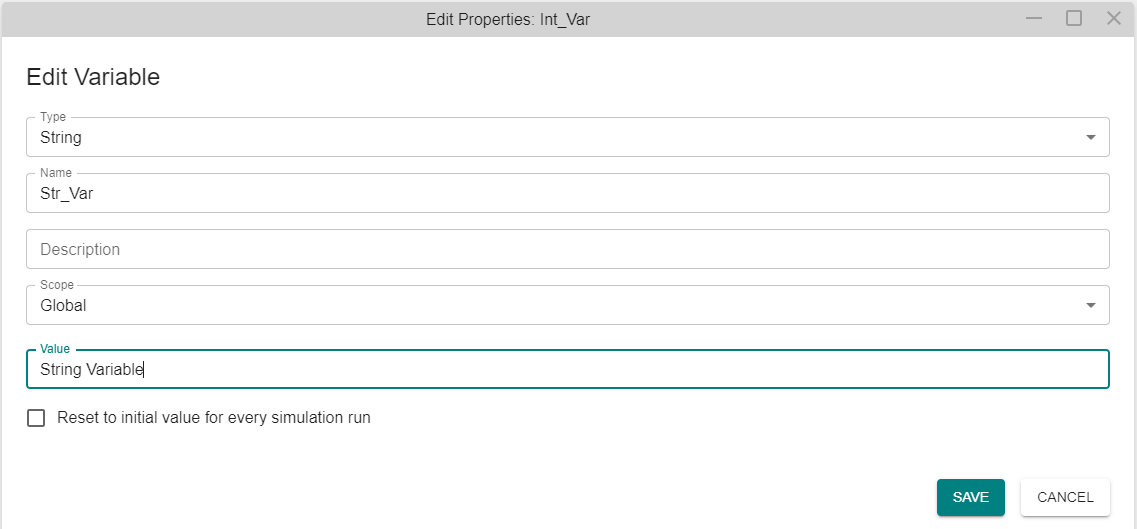 Edit Properties: Int_Var
Edit Variable
Type
String
Name
Str_Var
Description
Scope
Global
Value
String Variable
Reset to initial value for every simulation run
SAVE CANCEL